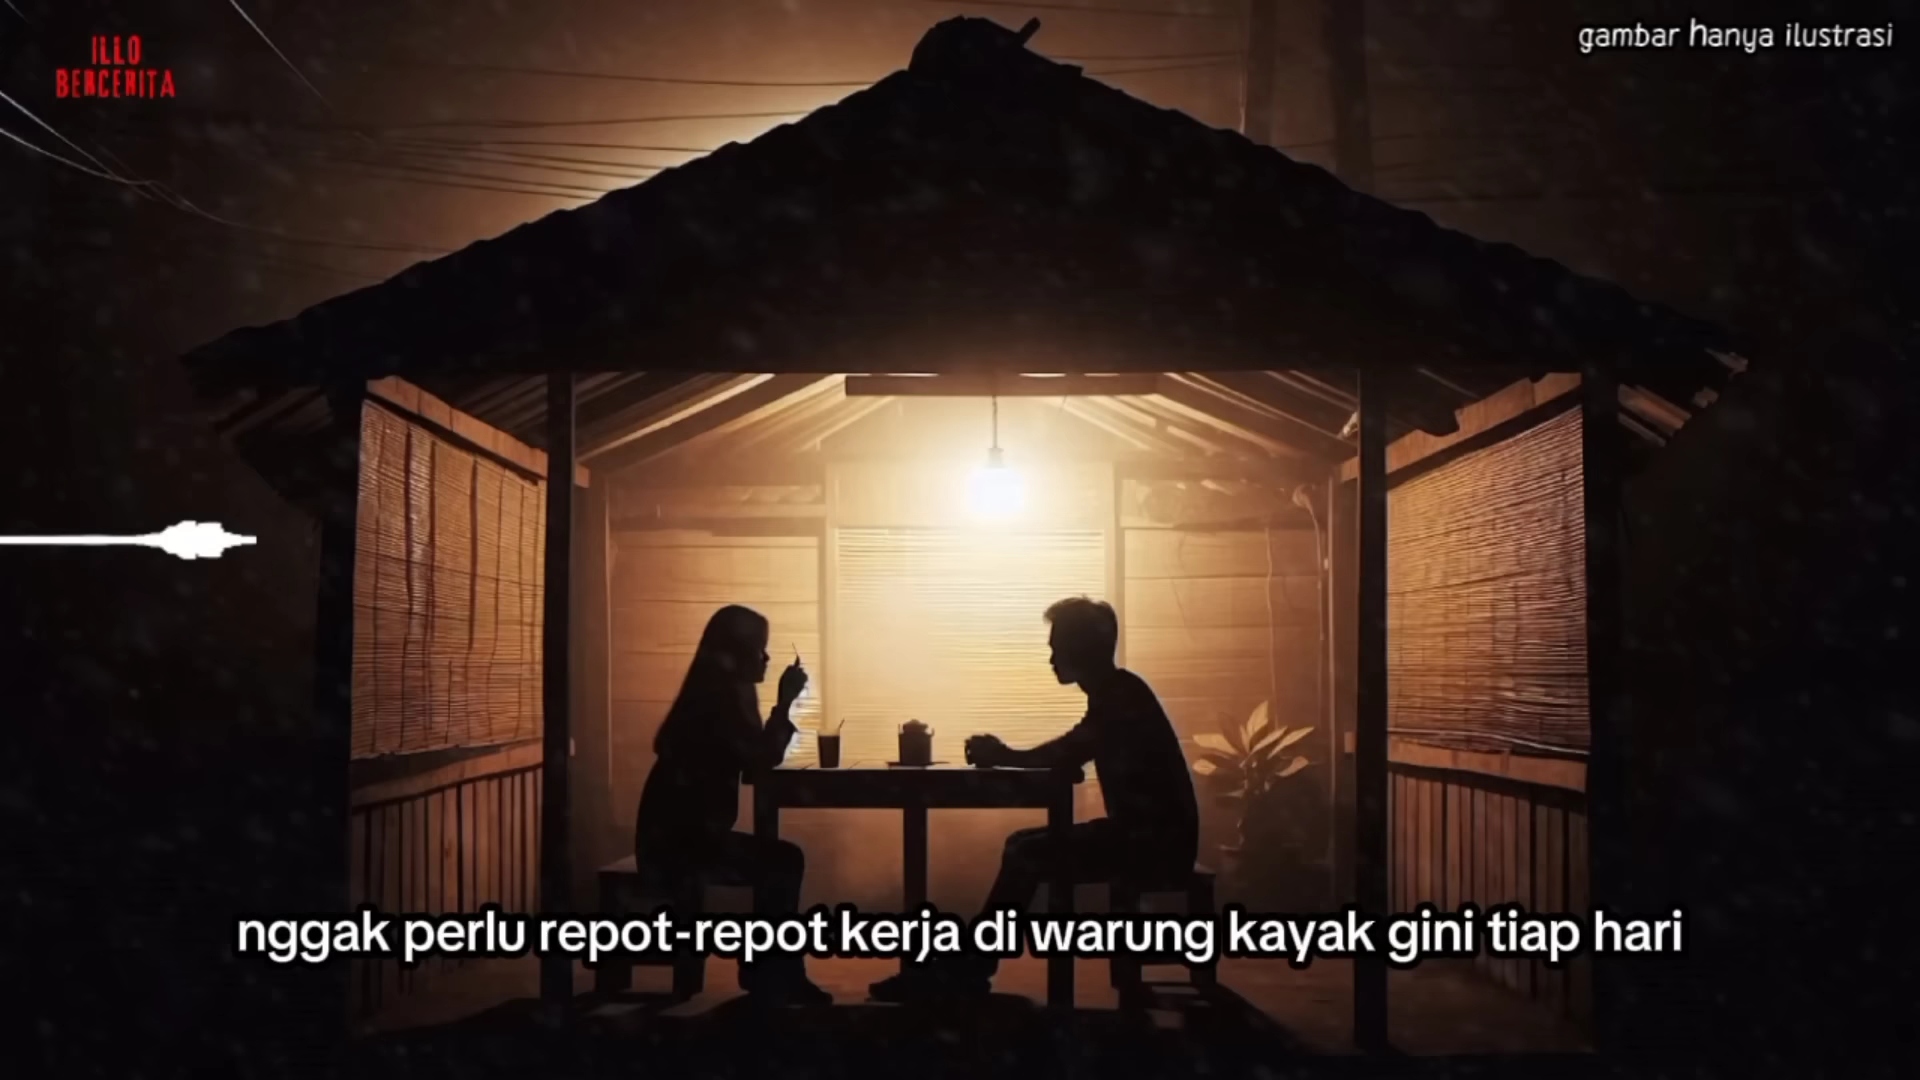 ILLO
BERCERITA
gambar hanya ilustrasi
nggak perlu repot-repot kerja di warung kayak gini tiap hari